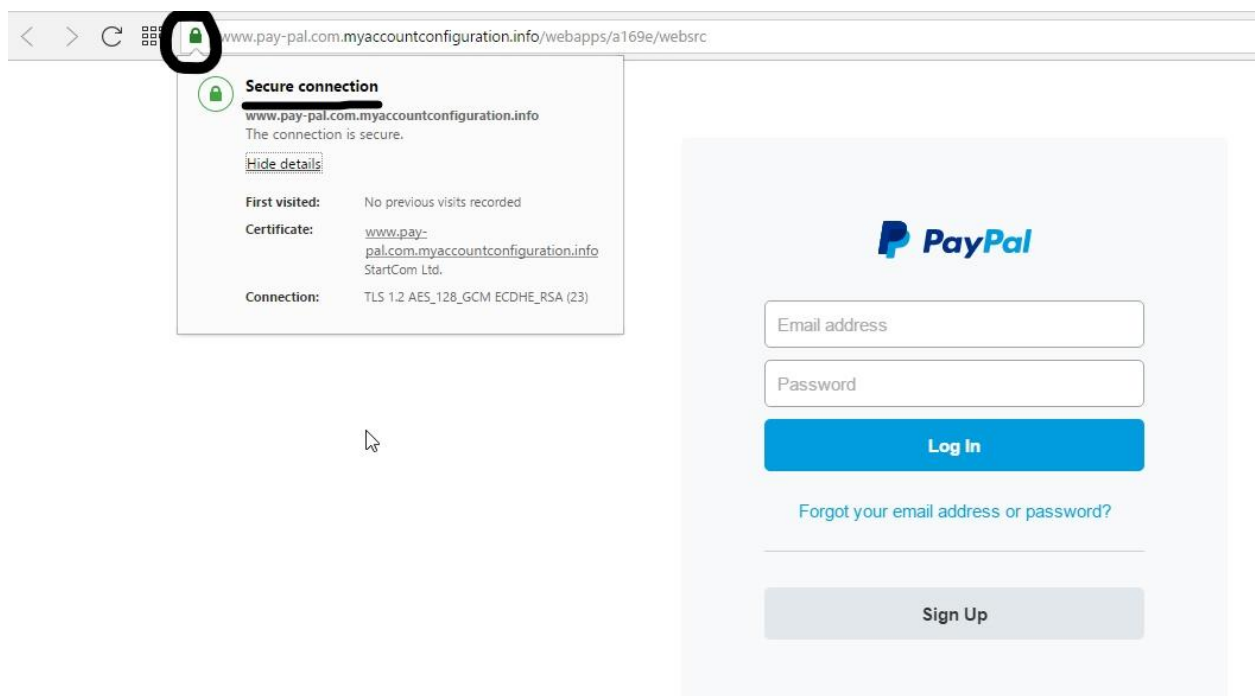 www.pay-pal.com.myaccountconfiguration.info/webapps/a169e/websrc
Secure connection
www.pay-pal.com.myaccountconfiguration.info
The connection is secure.
Hide details
First visited: No previous visits recorded
Certificate: www.pay-
pal.com.myaccountconfiguration.info
StartCom Ltd.
Connection: TLS 1.2 AES_128_GCM ECDHE_RSA (23)
PayPal
Email address
Password
Log In
Forgot your email address or password?
Sign Up